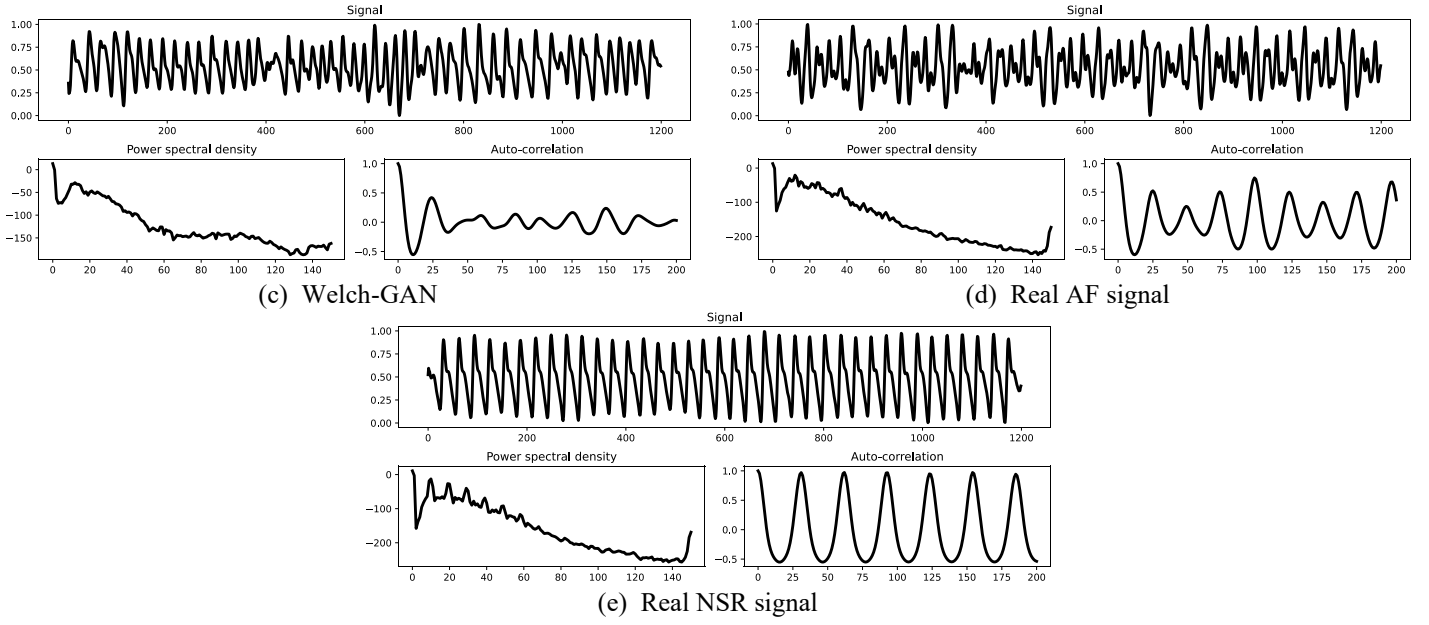 Signal
1.00
0.75
0.50
0.25
0.00
0 200 400 600 800 1000 1200
Power spectral density
0
−50
−100
−150
0 20 40 60 80 100 120 140
Auto-correlation
1.0
0.5
0.0
−0.5
0 25 50 75 100 125 150 175 200
(c) Welch-GAN
Signal
1.00
0.75
0.50
0.25
0.00
0 200 400 600 800 1000 1200
Power spectral density
0
−100
−200
0 20 40 60 80 100 120 140
Auto-correlation
1.0
0.5
0.0
−0.5
0 25 50 75 100 125 150 175 200
(d) Real AF signal
Signal
1.00
0.75
0.50
0.25
0.00
0 200 400 600 800 1000 1200
Power spectral density
0
−100
−200
0 20 40 60 80 100 120 140
Auto-correlation
1.0
0.5
0.0
−0.5
0 25 50 75 100 125 150 175 200
(e) Real NSR signal